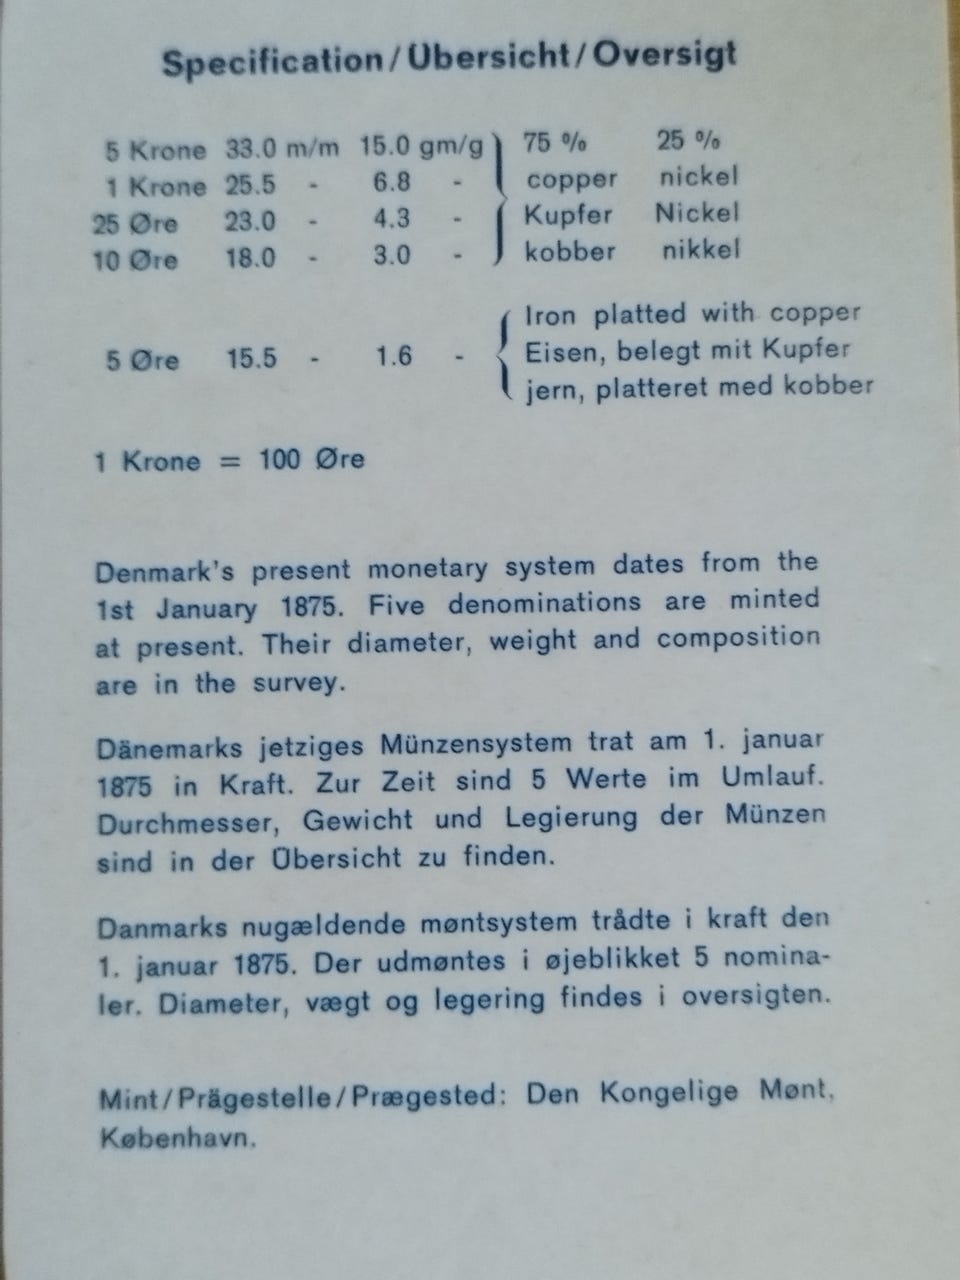 Specification/Übersicht/Oversigt
5 Krone 33.0 m/m 15.0 gm/g 75 % 25 %
1 Krone 25.5 - 6.8 - copper nickel
25 Øre 23.0 - 4.3 - Kupfer Nickel
10 Øre 18.0 - 3.0 - kobber nikkel
Iron platted with copper
5 Øre 15.5 - 1.6 - Eisen, belegt mit Kupfer
jern, platteret med kobber
1 Krone = 100 Øre
Denmark's present monetary system dates from the
1st January 1875. Five denominations are minted
at present. Their diameter, weight and composition
are in the survey.
Dänemarks jetziges Münzensystem trat am 1. januar
1875 in Kraft. Zur Zeit sind 5 Werte im Umlauf.
Durchmesser, Gewicht und Legierung der Münzen
sind in der Übersicht zu finden.
Danmarks nugældende møntsystem trådte i kraft den
1. januar 1875. Der udmøntes i øjeblikket 5 nomina-
ler. Diameter, vægt og legering findes i oversigten.
Mint/Prägestelle/Prægested: Den Kongelige Mønt,
København.